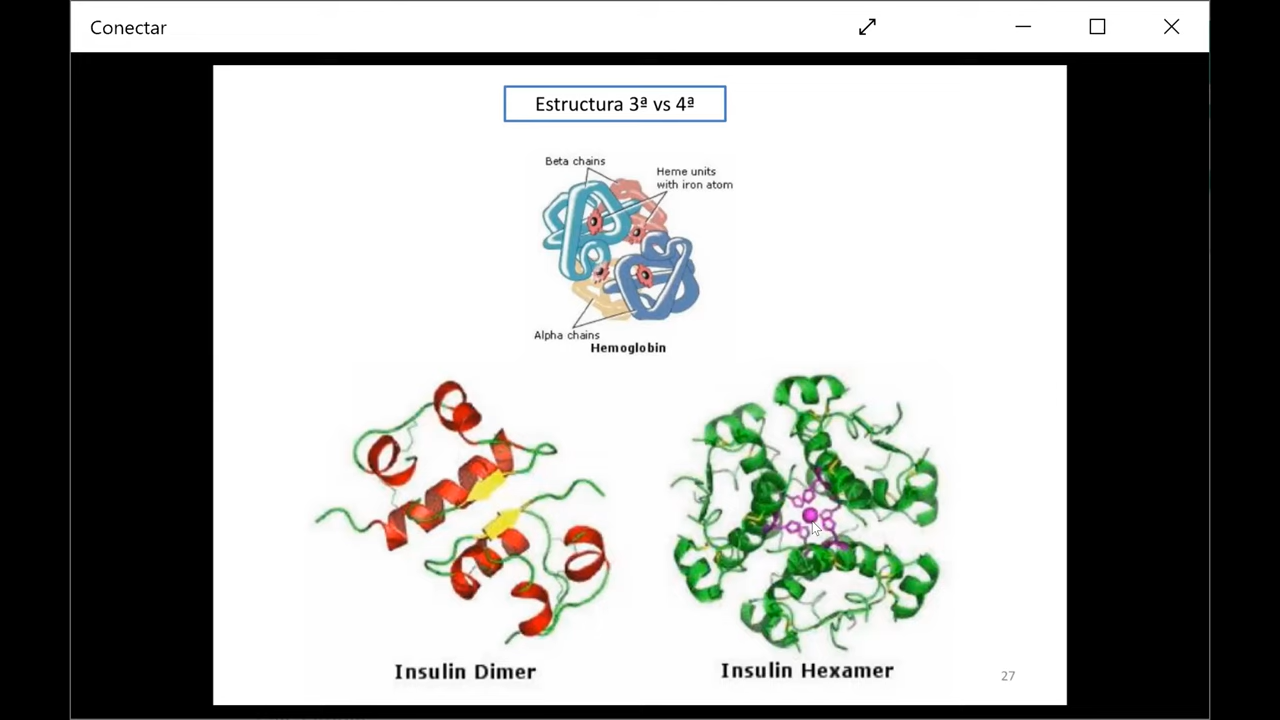 Conectar
Estructura 3ª vs 4ª
Beta chains
Heme units
with iron atom
Alpha chains
Hemoglobin
Insulin Dimer
Insulin Hexamer
27